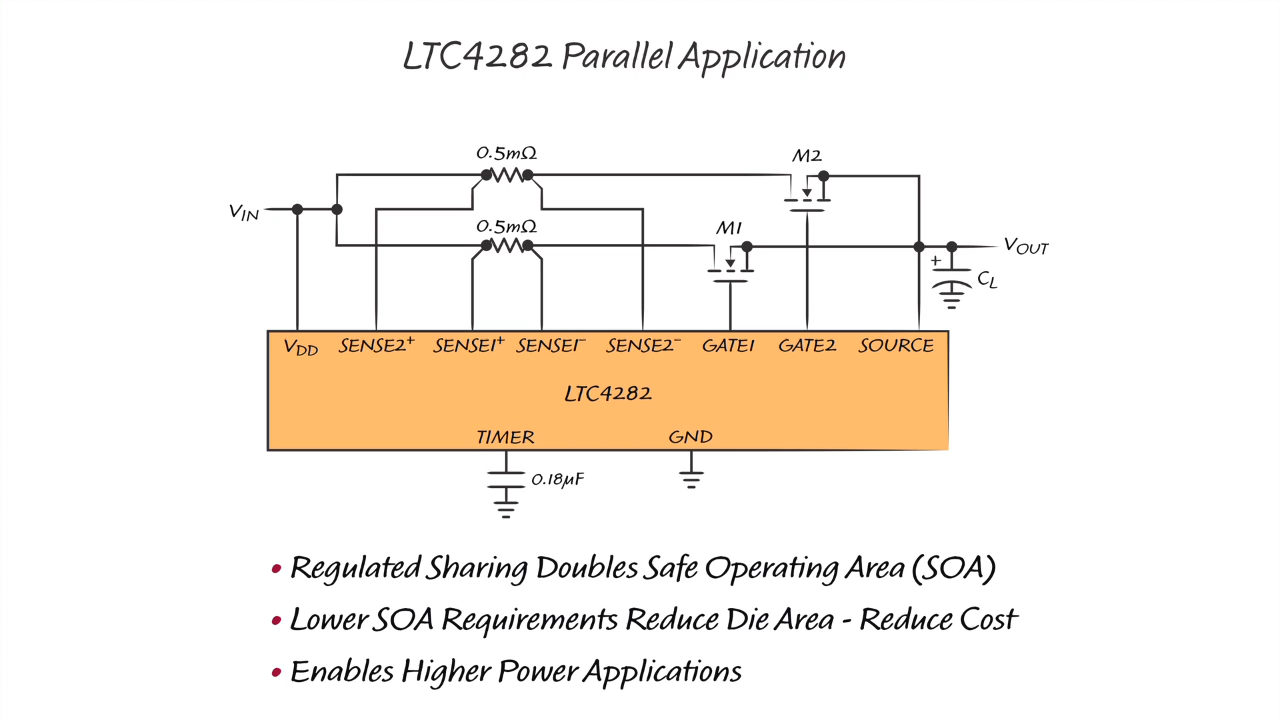 LTC4282 Parallel Application
0.5mΩ
M2
VIN
0.5mΩ
M1
VOUT
+
CL
VDD SENSE2+ SENSE1+ SENSE1− SENSE2− GATE1 GATE2 SOURCE
LTC4282
TIMER GND
0.18µF
• Regulated Sharing Doubles Safe Operating Area (SOA)
• Lower SOA Requirements Reduce Die Area - Reduce Cost
• Enables Higher Power Applications